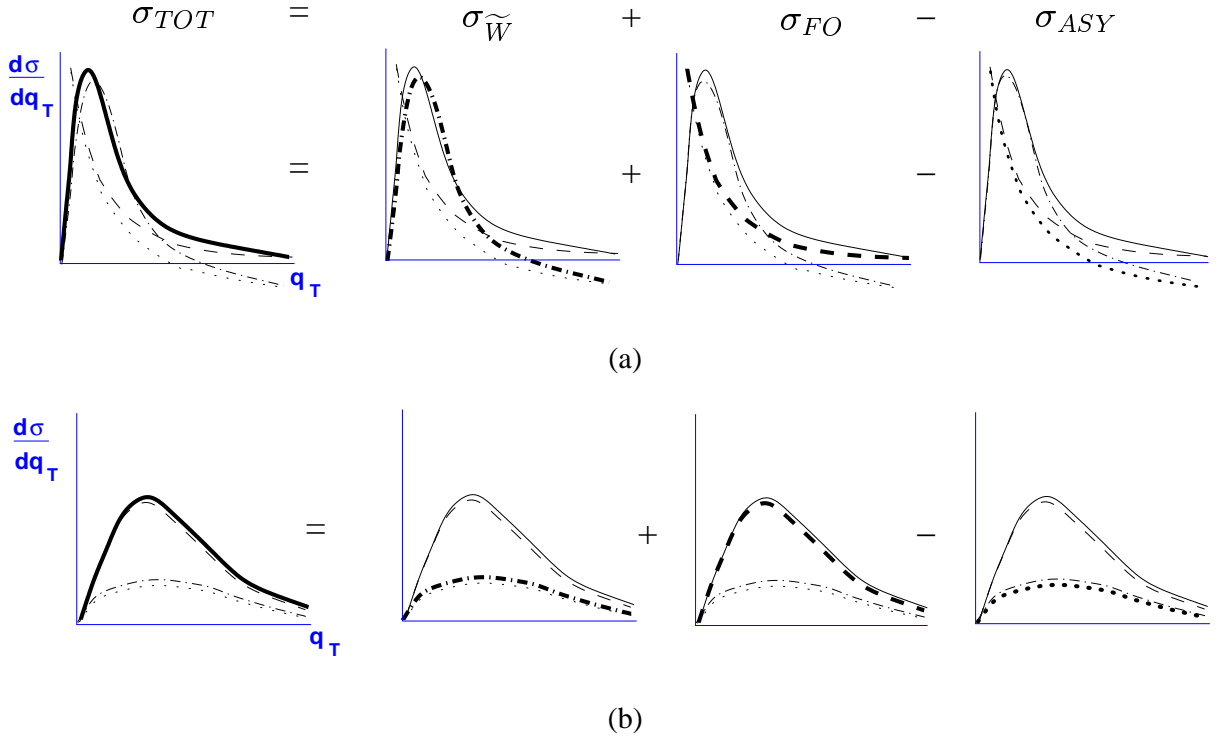 σ_TOT = σ_W̃ + σ_FO − σ_ASY
dσ
dq_T
= + −
q_T
(a)
dσ
dq_T
= + −
q_T
(b)